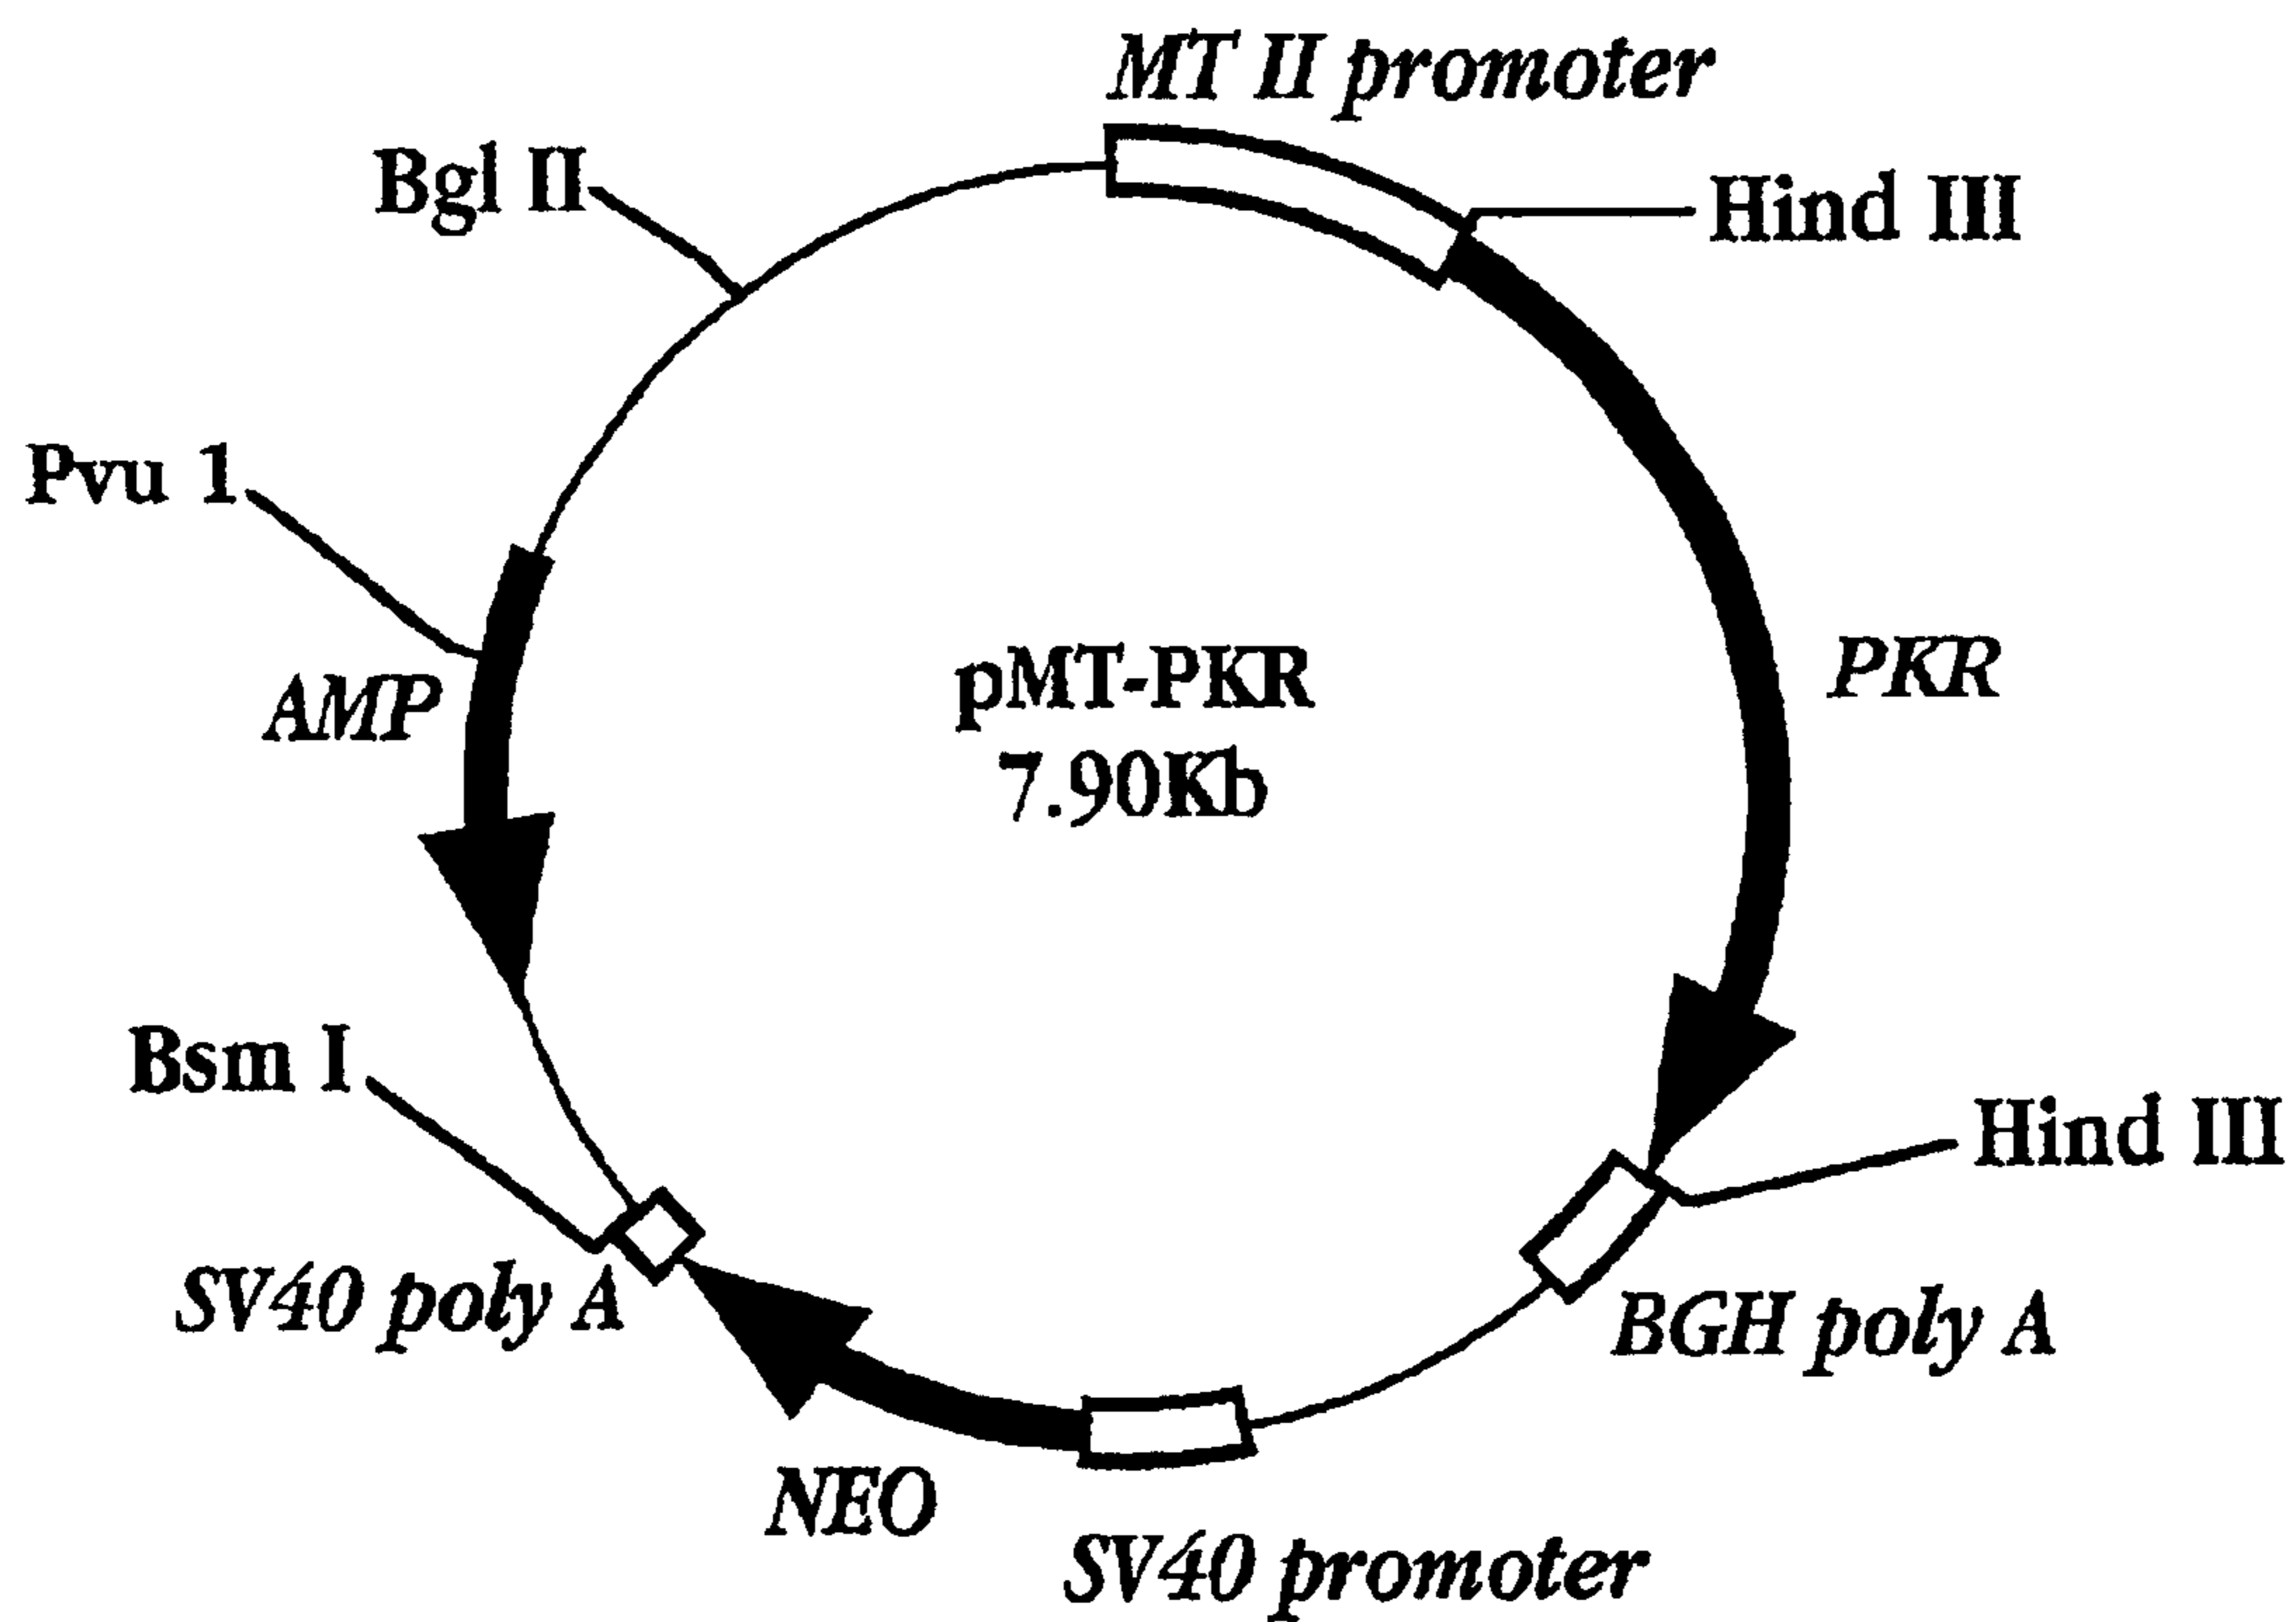 MT II promoter
Bgl II
Hind III
Pvu 1
AMP
pMT-PKR
7.90Kb
PKR
Bsm I
Hind III
SV40 poly A
BGH poly A
NEO
SV40 promoter